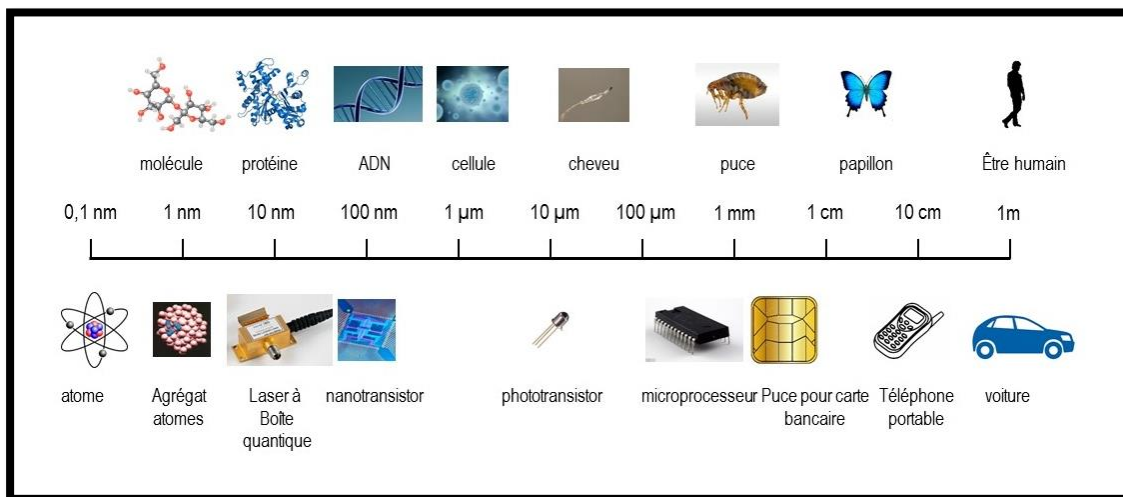 molécule protéine ADN cellule cheveu puce papillon Être humain
0,1 nm 1 nm 10 nm 100 nm 1 µm 10 µm 100 µm 1 mm 1 cm 10 cm 1m
atome Agrégat Laser à nanotransistor phototransistor microprocesseur Puce pour carte Téléphone voiture
atomes Boîte bancaire portable
quantique